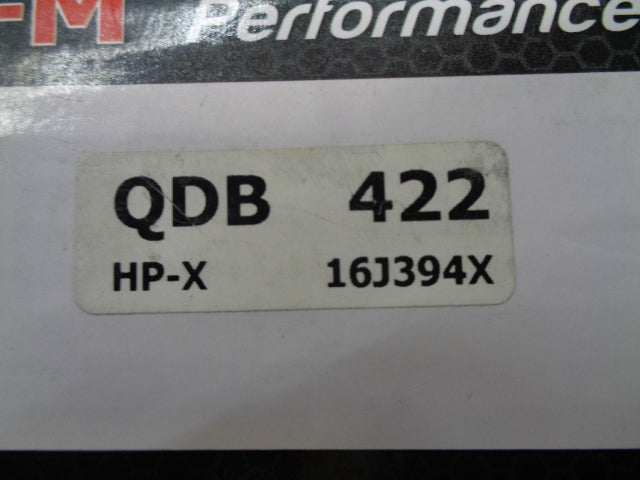 -M Performance
QDB 422
HP-X 16J394X